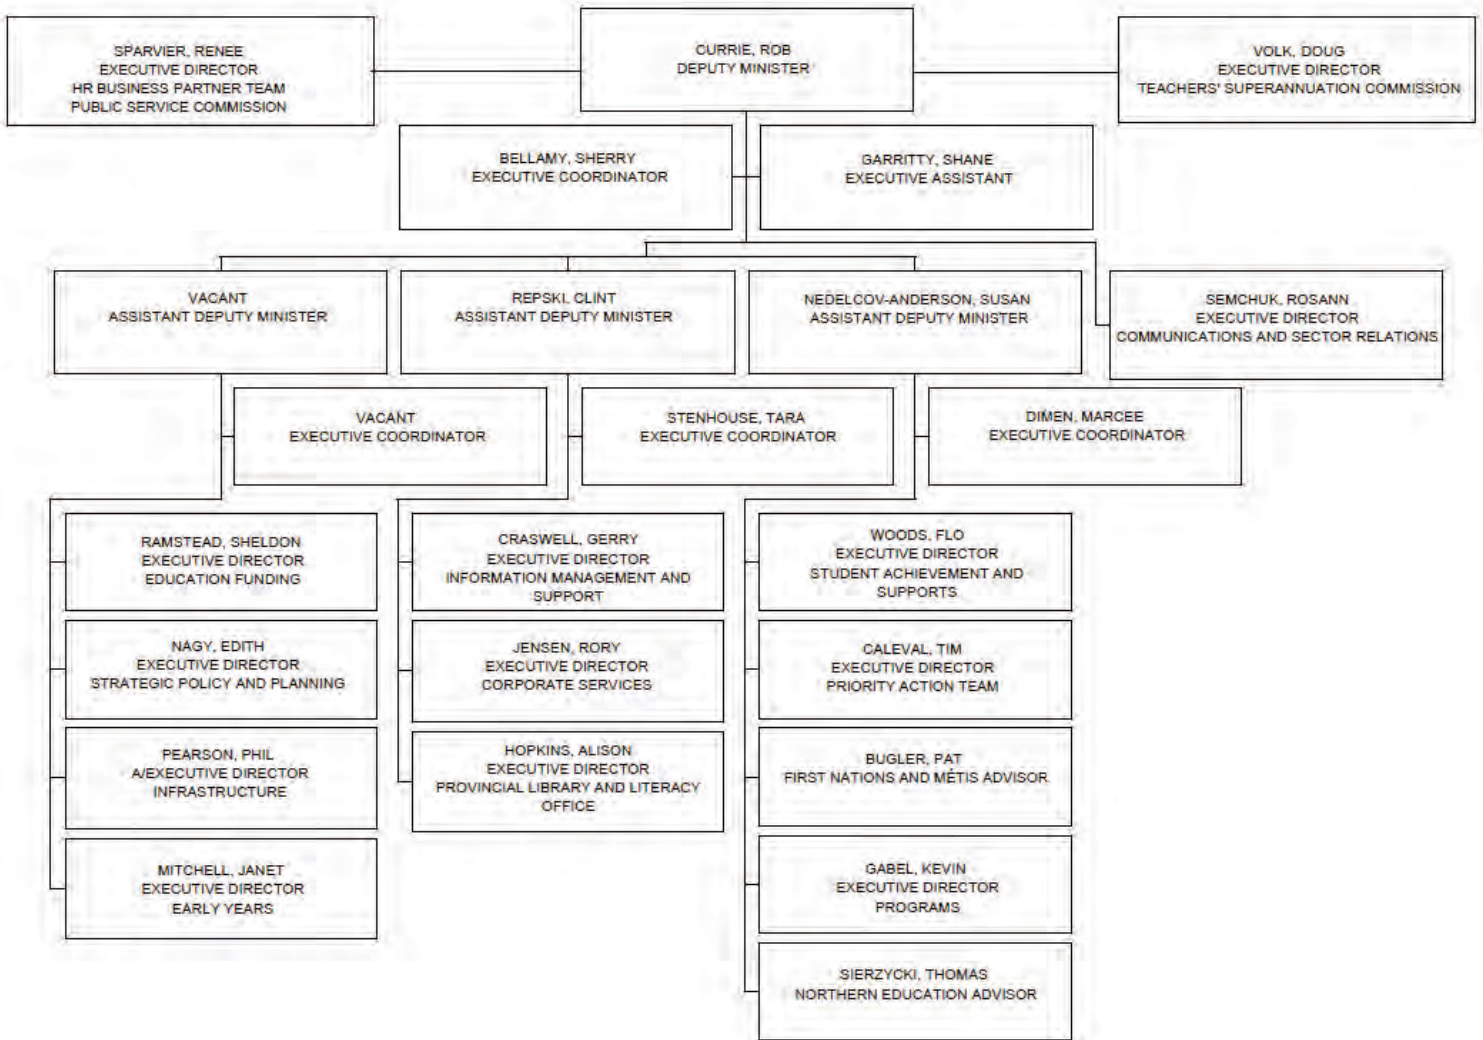 SPARVIER, RENEE
EXECUTIVE DIRECTOR
HR BUSINESS PARTNER TEAM
PUBLIC SERVICE COMMISSION
CURRIE, ROB
DEPUTY MINISTER
VOLK, DOUG
EXECUTIVE DIRECTOR
TEACHERS' SUPERANNUATION COMMISSION
BELLAMY, SHERRY
EXECUTIVE COORDINATOR
GARRITTY, SHANE
EXECUTIVE ASSISTANT
VACANT
ASSISTANT DEPUTY MINISTER
REPSKI, CLINT
ASSISTANT DEPUTY MINISTER
NEDELCOV-ANDERSON, SUSAN
ASSISTANT DEPUTY MINISTER
SEMCHUK, ROSANN
EXECUTIVE DIRECTOR
COMMUNICATIONS AND SECTOR RELATIONS
VACANT
EXECUTIVE COORDINATOR
STENHOUSE, TARA
EXECUTIVE COORDINATOR
DIMEN, MARCEE
EXECUTIVE COORDINATOR
RAMSTEAD, SHELDON
EXECUTIVE DIRECTOR
EDUCATION FUNDING
NAGY, EDITH
EXECUTIVE DIRECTOR
STRATEGIC POLICY AND PLANNING
PEARSON, PHIL
A/EXECUTIVE DIRECTOR
INFRASTRUCTURE
MITCHELL, JANET
EXECUTIVE DIRECTOR
EARLY YEARS
CRASWELL, GERRY
EXECUTIVE DIRECTOR
INFORMATION MANAGEMENT AND
SUPPORT
JENSEN, RORY
EXECUTIVE DIRECTOR
CORPORATE SERVICES
HOPKINS, ALISON
EXECUTIVE DIRECTOR
PROVINCIAL LIBRARY AND LITERACY
OFFICE
WOODS, FLO
EXECUTIVE DIRECTOR
STUDENT ACHIEVEMENT AND
SUPPORTS
CALEVAL, TIM
EXECUTIVE DIRECTOR
PRIORITY ACTION TEAM
BUGLER, PAT
FIRST NATIONS AND MÉTIS ADVISOR
GABEL, KEVIN
EXECUTIVE DIRECTOR
PROGRAMS
SIERZYCKI, THOMAS
NORTHERN EDUCATION ADVISOR